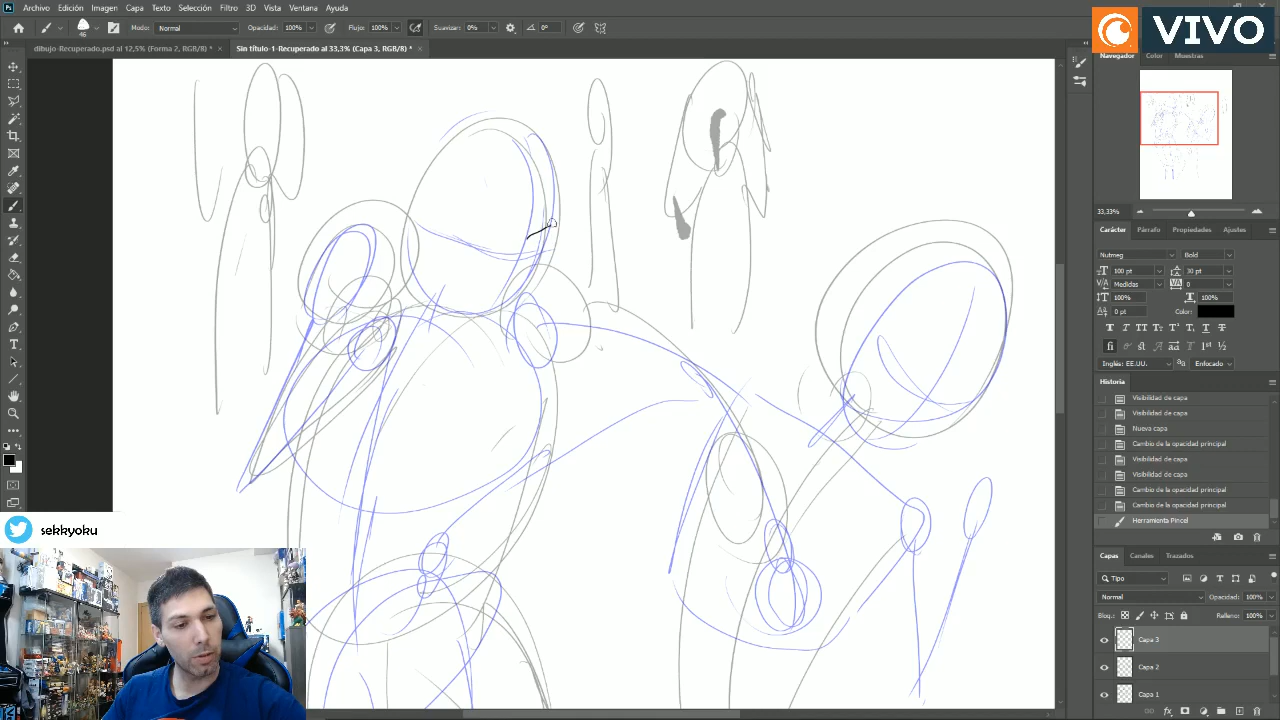 Archivo Edición Imagen Capa Texto Selección Filtro 3D Vista Ventana Ayuda
VIVO
46 Modo: Normal Opacidad: 100% Flujo: 100% Suavizar: 0% 0°
dibujo-Recuperado.psd al 12,5% (Forma 2, RGB/8) * ×
Sin título-1-Recuperado al 33,3% (Capa 3, RGB/8) * ×
Navegador Color Muestras
33,33%
Carácter Párrafo Propiedades Ajustes
Nutmeg Bold
100 pt 30 pt
Medidas 0
100% 100%
0 pt Color:
Inglés: EE.UU. Enfocado
Historia
Visibilidad de capa
Visibilidad de capa
Nueva capa
Cambio de la opacidad principal
Visibilidad de capa
Visibilidad de capa
Cambio de la opacidad principal
Cambio de la opacidad principal
Herramienta Pincel
Capas Canales Trazados
Tipo
Normal Opacidad: 100%
Bloq.: Relleno: 100%
Capa 3
Capa 2
Capa 1
sekkyoku